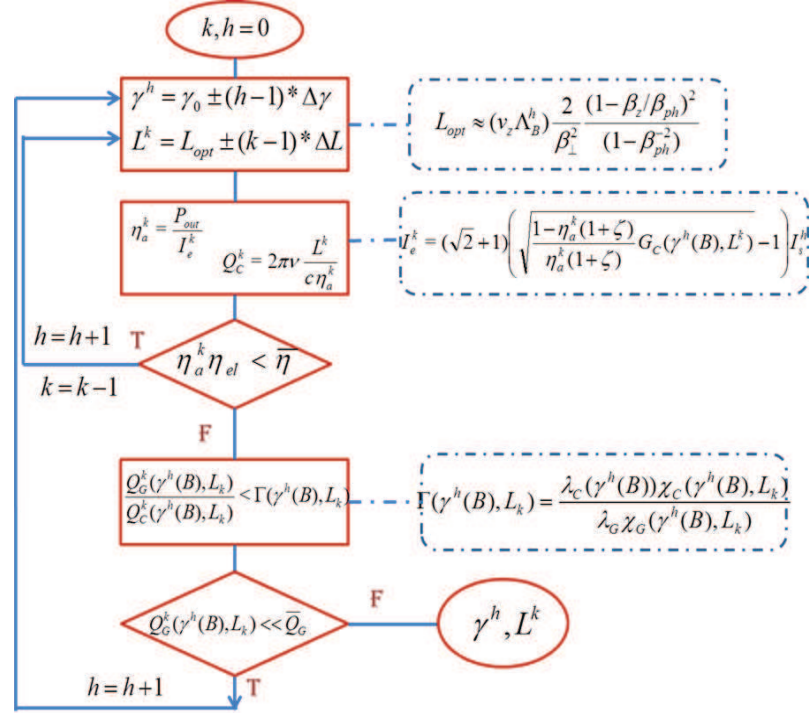 k,h=0
γ^h = γ_0 ±(h−1)* Δγ
L^k = L_opt ±(k−1)* ΔL
L_opt ≈ (v_z Λ_B^h) 2/β_⊥^2 (1−β_z/β_ph)^2/(1−β_ph^−2)
η_a^k = P_out/I_e^k
Q_C^k = 2πν L^k/cη_a^k
I_e^k = (√2+1)(√(1−η_a^k(1+ζ)/η_a^k(1+ζ) G_C(γ^h(B),L^k)) −1)I_s^h
h=h+1 T
k=k−1
η_a^k η_el < η̅
F
Q_G^k(γ^h(B),L_k)/Q_C^k(γ^h(B),L_k) <Γ(γ^h(B),L_k)
Γ(γ^h(B),L_k) = λ_C(γ^h(B))χ_C(γ^h(B),L_k)/λ_Gχ_G(γ^h(B),L_k)
Q_G^k(γ^h(B),L_k) << Q̅_G
F
γ^h,L^k
h=h+1 T